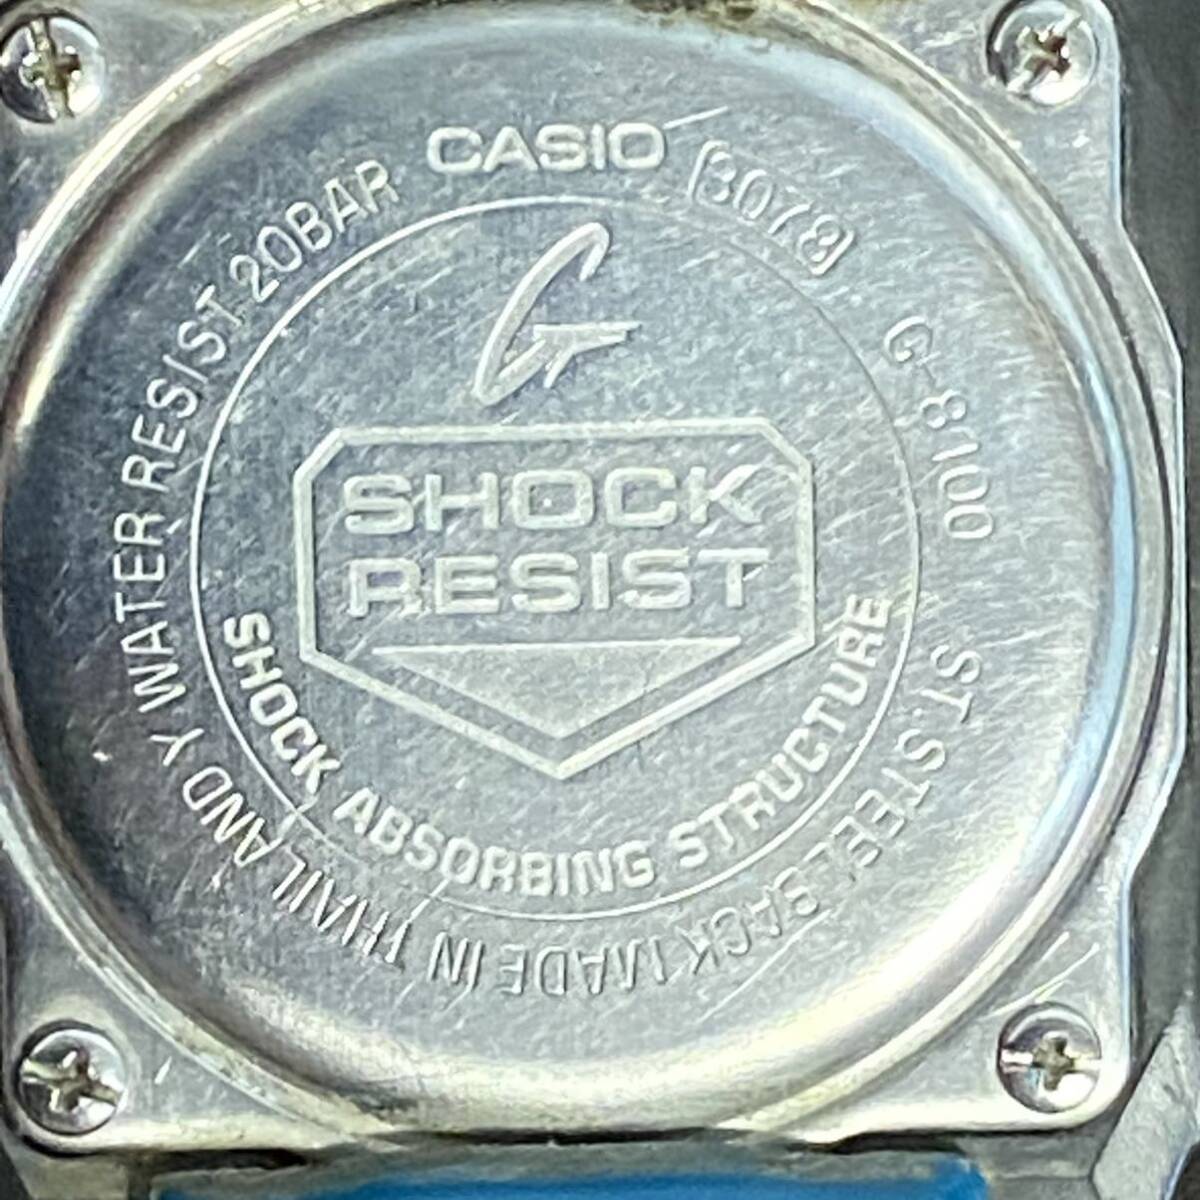 CASIO
3078
G-8100
ST. STEEL BACK MADE IN THAILAND Y WATER RESIST 20BAR
G
SHOCK
RESIST
SHOCK ABSORBING STRUCTURE